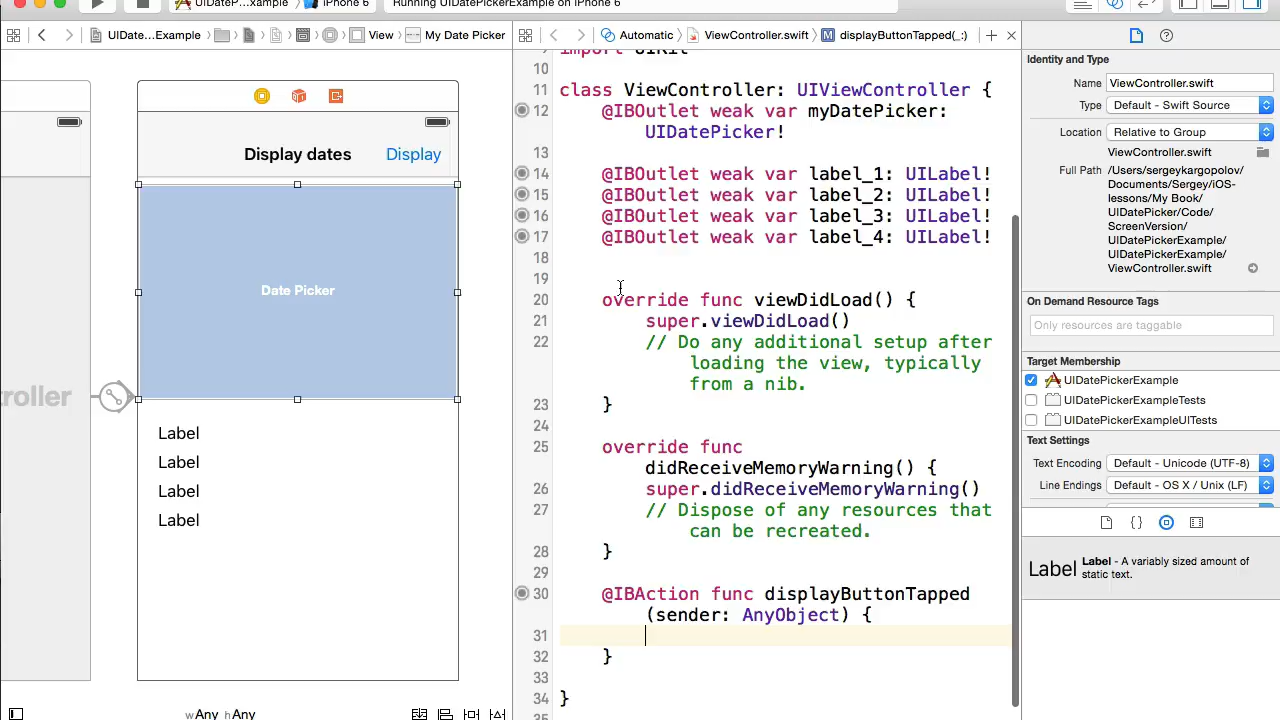 UIDateP...xample iPhone 6 Running UIDatePickerExample on iPhone 6
UIDate...Example View My Date Picker Automatic ViewController.swift M displayButtonTapped(_:)
Display dates Display
Date Picker
roller
Label
Label
Label
Label
wAny hAny
9 import UIKit
10
11 class ViewController: UIViewController {
12 @IBOutlet weak var myDatePicker:
UIDatePicker!
13
14 @IBOutlet weak var label_1: UILabel!
15 @IBOutlet weak var label_2: UILabel!
16 @IBOutlet weak var label_3: UILabel!
17 @IBOutlet weak var label_4: UILabel!
18
19
20 override func viewDidLoad() {
21 super.viewDidLoad()
22 // Do any additional setup after
loading the view, typically
from a nib.
23 }
24
25 override func
didReceiveMemoryWarning() {
26 super.didReceiveMemoryWarning()
27 // Dispose of any resources that
can be recreated.
28 }
29
30 @IBAction func displayButtonTapped
(sender: AnyObject) {
31
32 }
33
34 }
35
Identity and Type
Name ViewController.swift
Type Default - Swift Source
Location Relative to Group
ViewController.swift
Full Path /Users/sergeykargopolov/
Documents/Sergey/iOS-
lessons/My Book/
UIDatePicker/Code/
ScreenVersion/
UIDatePickerExample/
UIDatePickerExample/
ViewController.swift
On Demand Resource Tags
Only resources are taggable
Target Membership
UIDatePickerExample
UIDatePickerExampleTests
UIDatePickerExampleUITests
Text Settings
Text Encoding Default - Unicode (UTF-8)
Line Endings Default - OS X / Unix (LF)
{ }
Label Label - A variably sized amount of
static text.